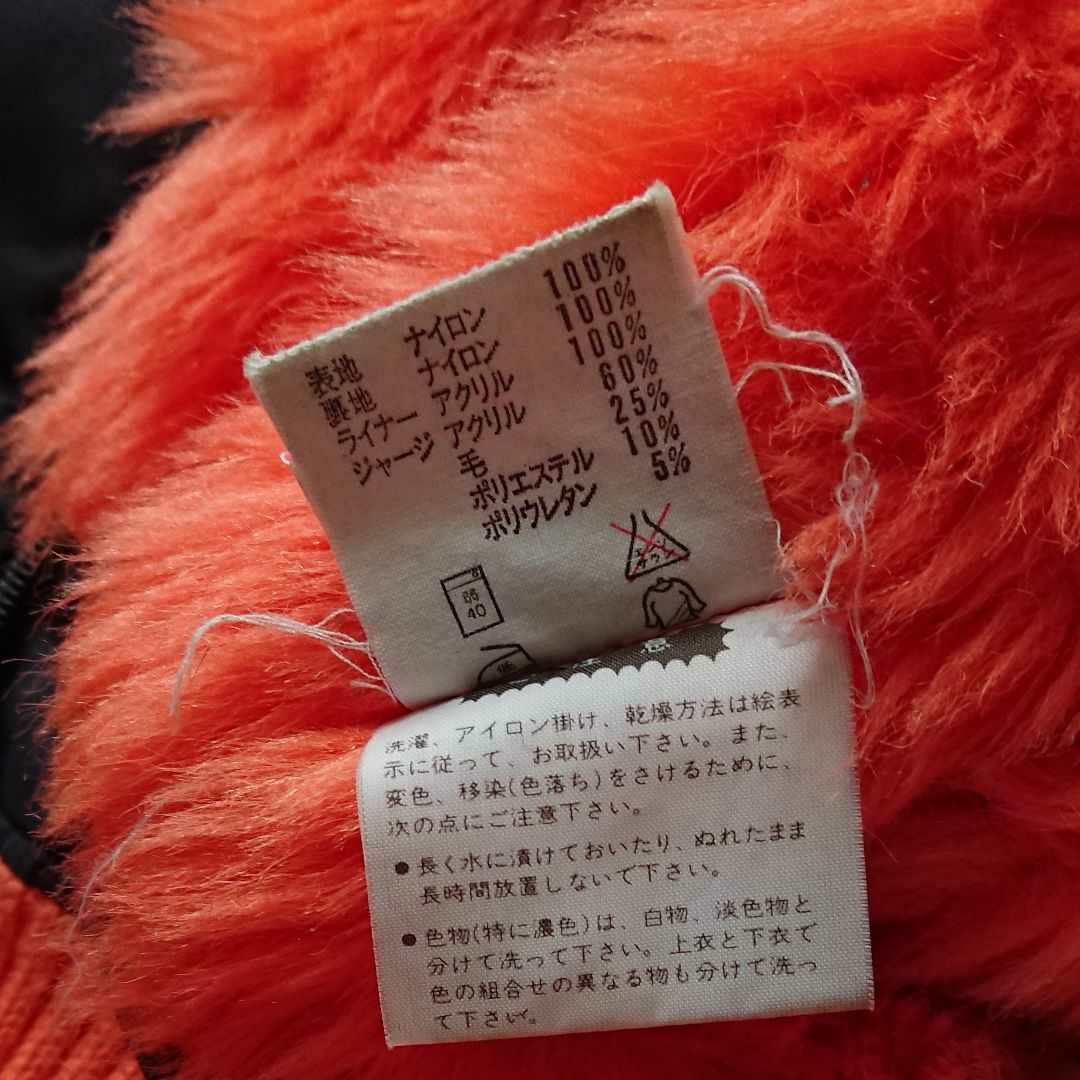 表地 ナイロン 100%
裏地 ナイロン 100%
ライナー アクリル 100%
ジャージ アクリル 60%
毛 25%
ポリエステル 10%
ポリウレタン 5%
40
低
洗濯、アイロン掛け、乾燥方法は絵表
示に従って、お取扱い下さい。また、
変色、移染(色落ち)をさけるために、
次の点にご注意下さい。
● 長く水に漬けておいたり、ぬれたまま
長時間放置しないで下さい。
● 色物(特に濃色)は、白物、淡色物と
分けて洗って下さい。上衣と下衣で
色の組合せの異なる物も分けて洗っ
て下さい。